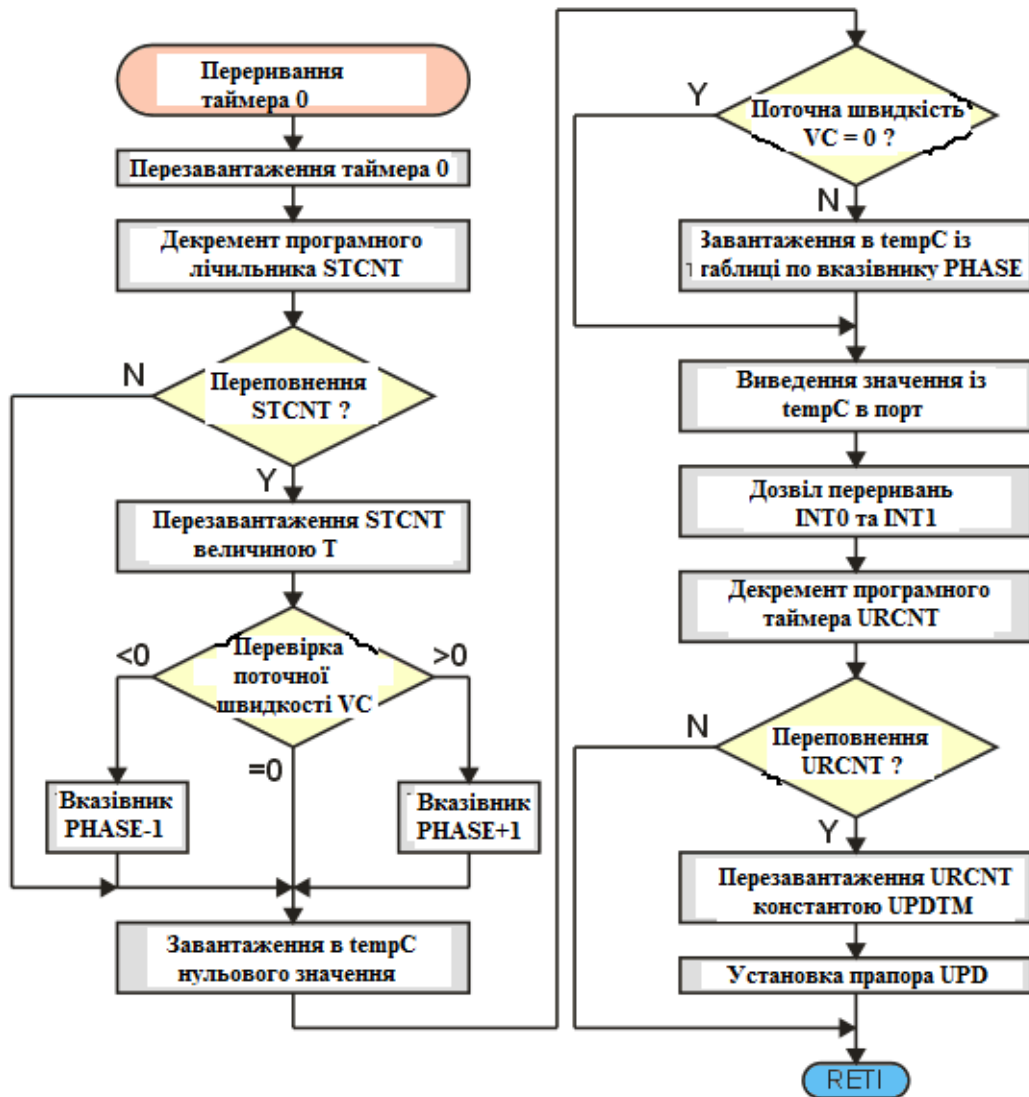 Переривання
таймера 0
Перезавантаження таймера 0
Декремент програмного
лічильника STCNT
N
Переповнення
STCNT ?
Y
Перезавантаження STCNT
величиною T
<0
Перевірка
поточної
швидкості VC
>0
=0
Вказівник
PHASE-1
Вказівник
PHASE+1
Завантаження в tempC
нульового значення
Y
Поточна швидкість
VC = 0 ?
N
Завантаження в tempC із
таблиці по вказівнику PHASE
Виведення значення із
tempC в порт
Дозвіл переривань
INT0 та INT1
Декремент програмного
таймера URCNT
N
Переповнення
URCNT ?
Y
Перезавантаження URCNT
константою UPDTM
Установка прапора UPD
RETI